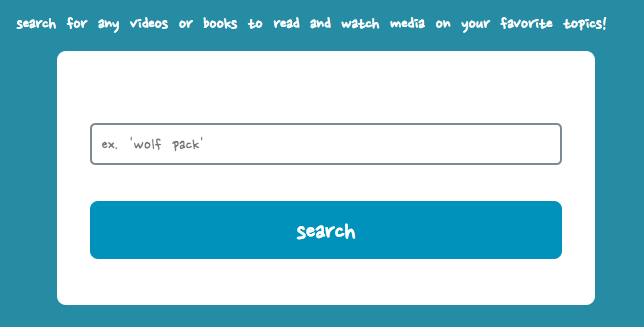 search for any videos or books to read and watch media on your favorite topics!
ex. 'wolf pack'
search